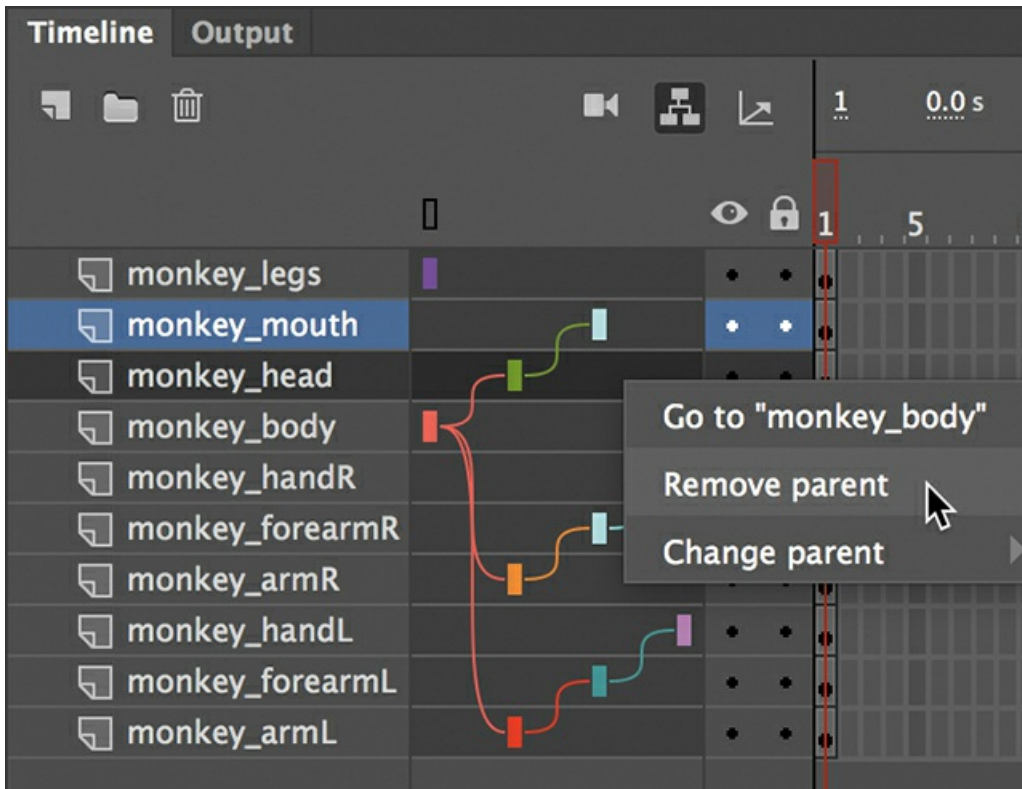 Timeline Output
1 0.0 s
1 5
monkey_legs
monkey_mouth
monkey_head
monkey_body
monkey_handR
monkey_forearmR
monkey_armR
monkey_handL
monkey_forearmL
monkey_armL
Go to "monkey_body"
Remove parent
Change parent